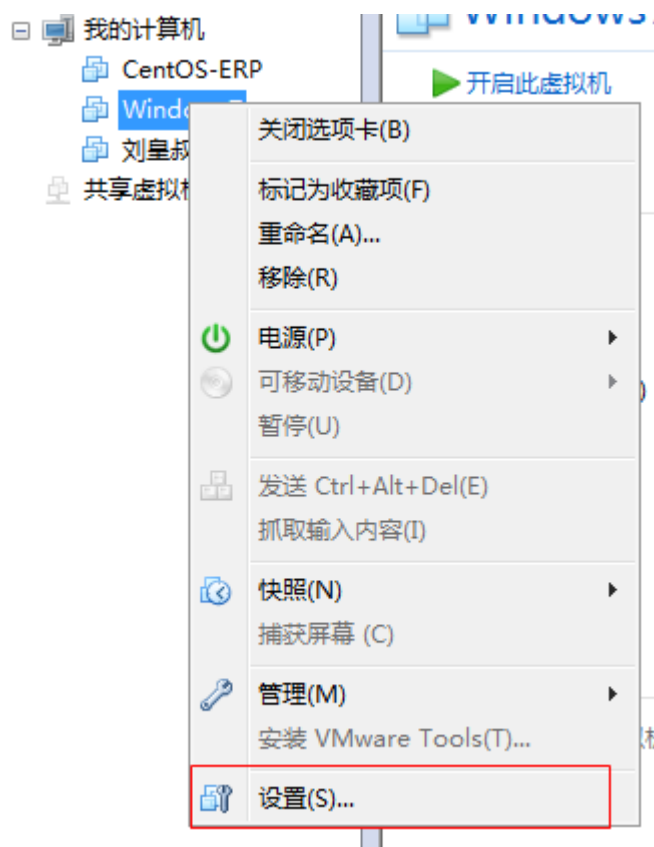 我的计算机
CentOS-ERP
刘皇叔
共享虚拟机
开启此虚拟机
关闭选项卡(B)
标记为收藏项(F)
重命名(A)...
移除(R)
电源(P)
可移动设备(D)
暂停(U)
发送 Ctrl+Alt+Del(E)
抓取输入内容(I)
快照(N)
捕获屏幕 (C)
管理(M)
安装 VMware Tools(T)...
设置(S)...